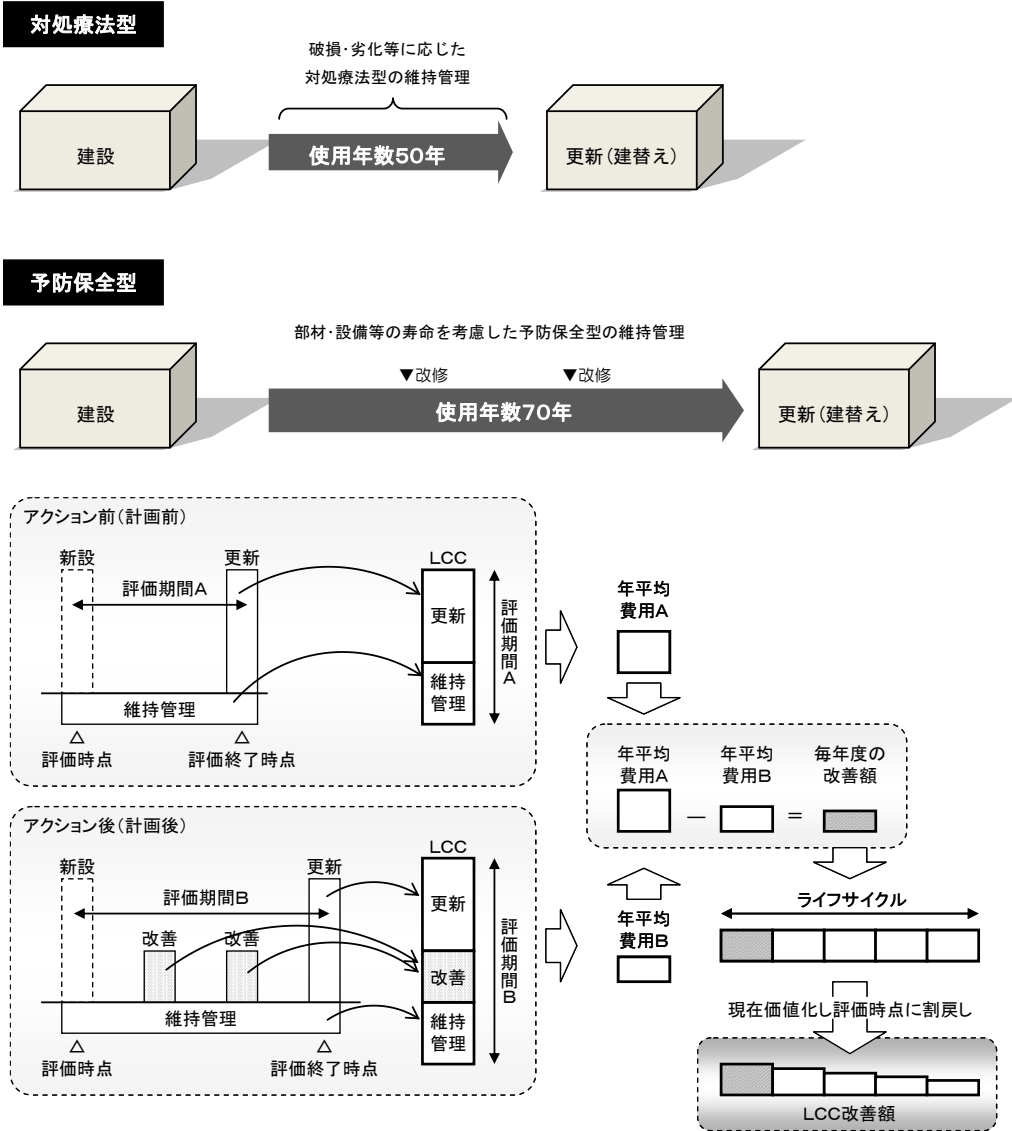 対処療法型
破損・劣化等に応じた
対処療法型の維持管理
建設
使用年数50年
更新(建替え)
予防保全型
部材・設備等の寿命を考慮した予防保全型の維持管理
▼改修
▼改修
建設
使用年数70年
更新(建替え)
アクション前(計画前)
新設
更新
評価期間A
維持管理
△
評価時点
△
評価終了時点
LCC
更新
維持
管理
評価期間A
年平均
費用A
年平均
費用A
－
年平均
費用B
＝
毎年度の
改善額
アクション後(計画後)
新設
更新
評価期間B
改善
改善
維持管理
△
評価時点
△
評価終了時点
LCC
更新
改善
維持
管理
評価期間B
年平均
費用B
ライフサイクル
現在価値化し評価時点に割戻し
LCC改善額